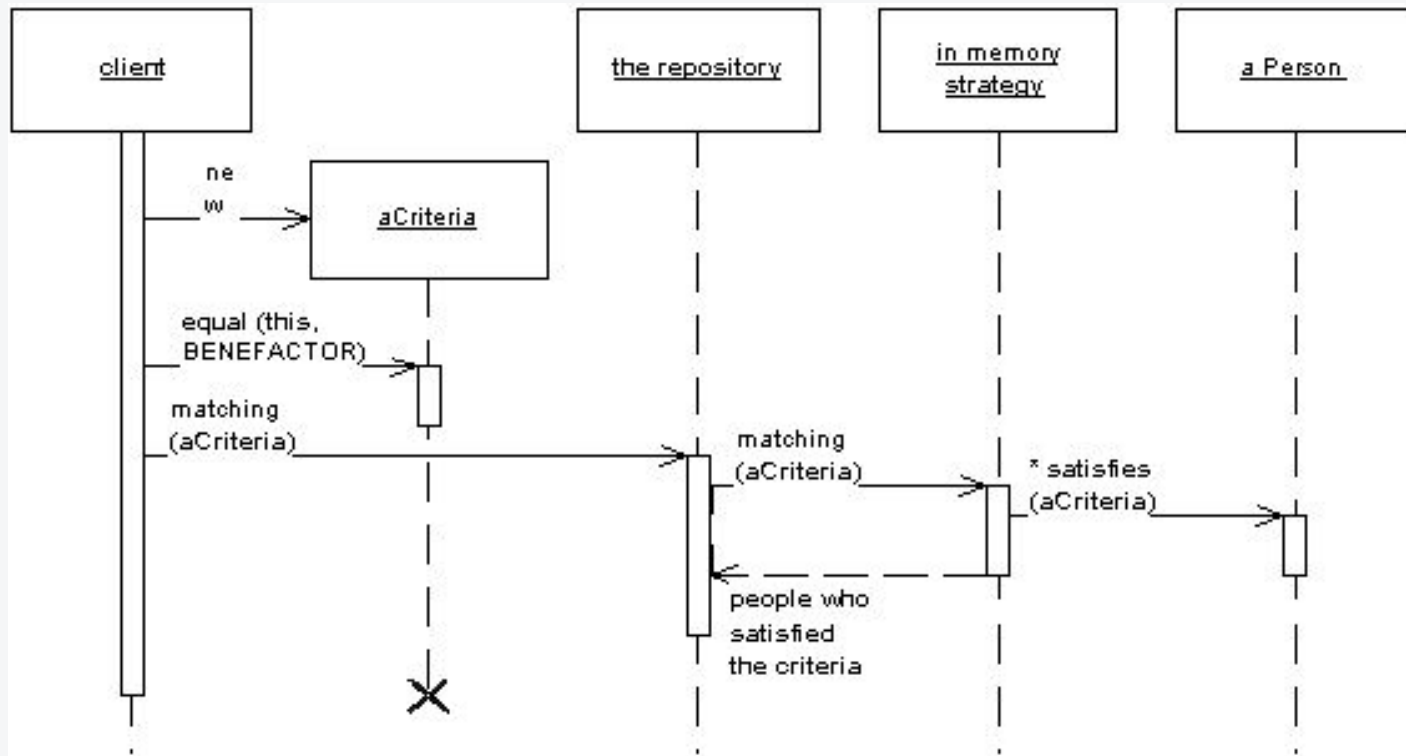 client
the repository
in memory
strategy
a Person
ne
w
aCriteria
equal (this,
BENEFACTOR)
matching
(aCriteria)
matching
(aCriteria)
* satisfies
(aCriteria)
people who
satisfied
the criteria